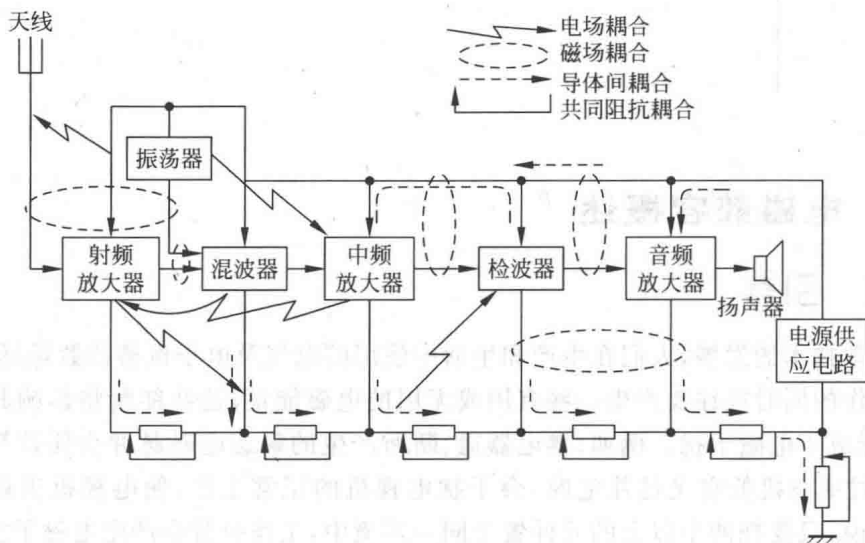 天线
电场耦合
磁场耦合
导体间耦合
共同阻抗耦合
振荡器
射频
放大器
混波器
中频
放大器
检波器
音频
放大器
扬声器
电源供
应电路